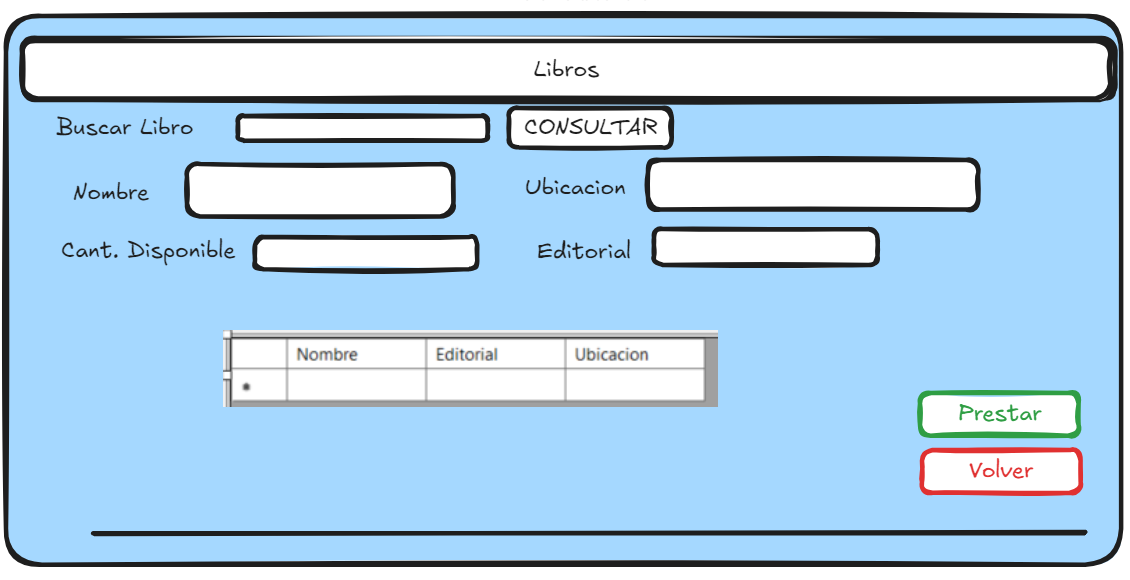 Libros
Buscar Libro CONSULTAR
Nombre Ubicacion
Cant. Disponible Editorial
Nombre Editorial Ubicacion
*
Prestar
Volver